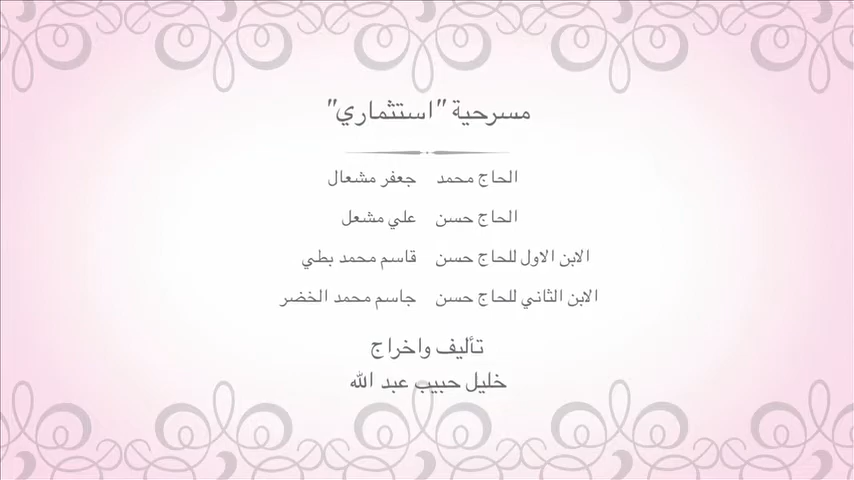 مسرحية "استثماري"
الحاج محمد جعفر مشعال
الحاج حسن علي مشعل
الابن الاول للحاج حسن قاسم محمد بطي
الابن الثاني للحاج حسن جاسم محمد الخضر
تأليف واخراج
خليل حبيب عبد الله